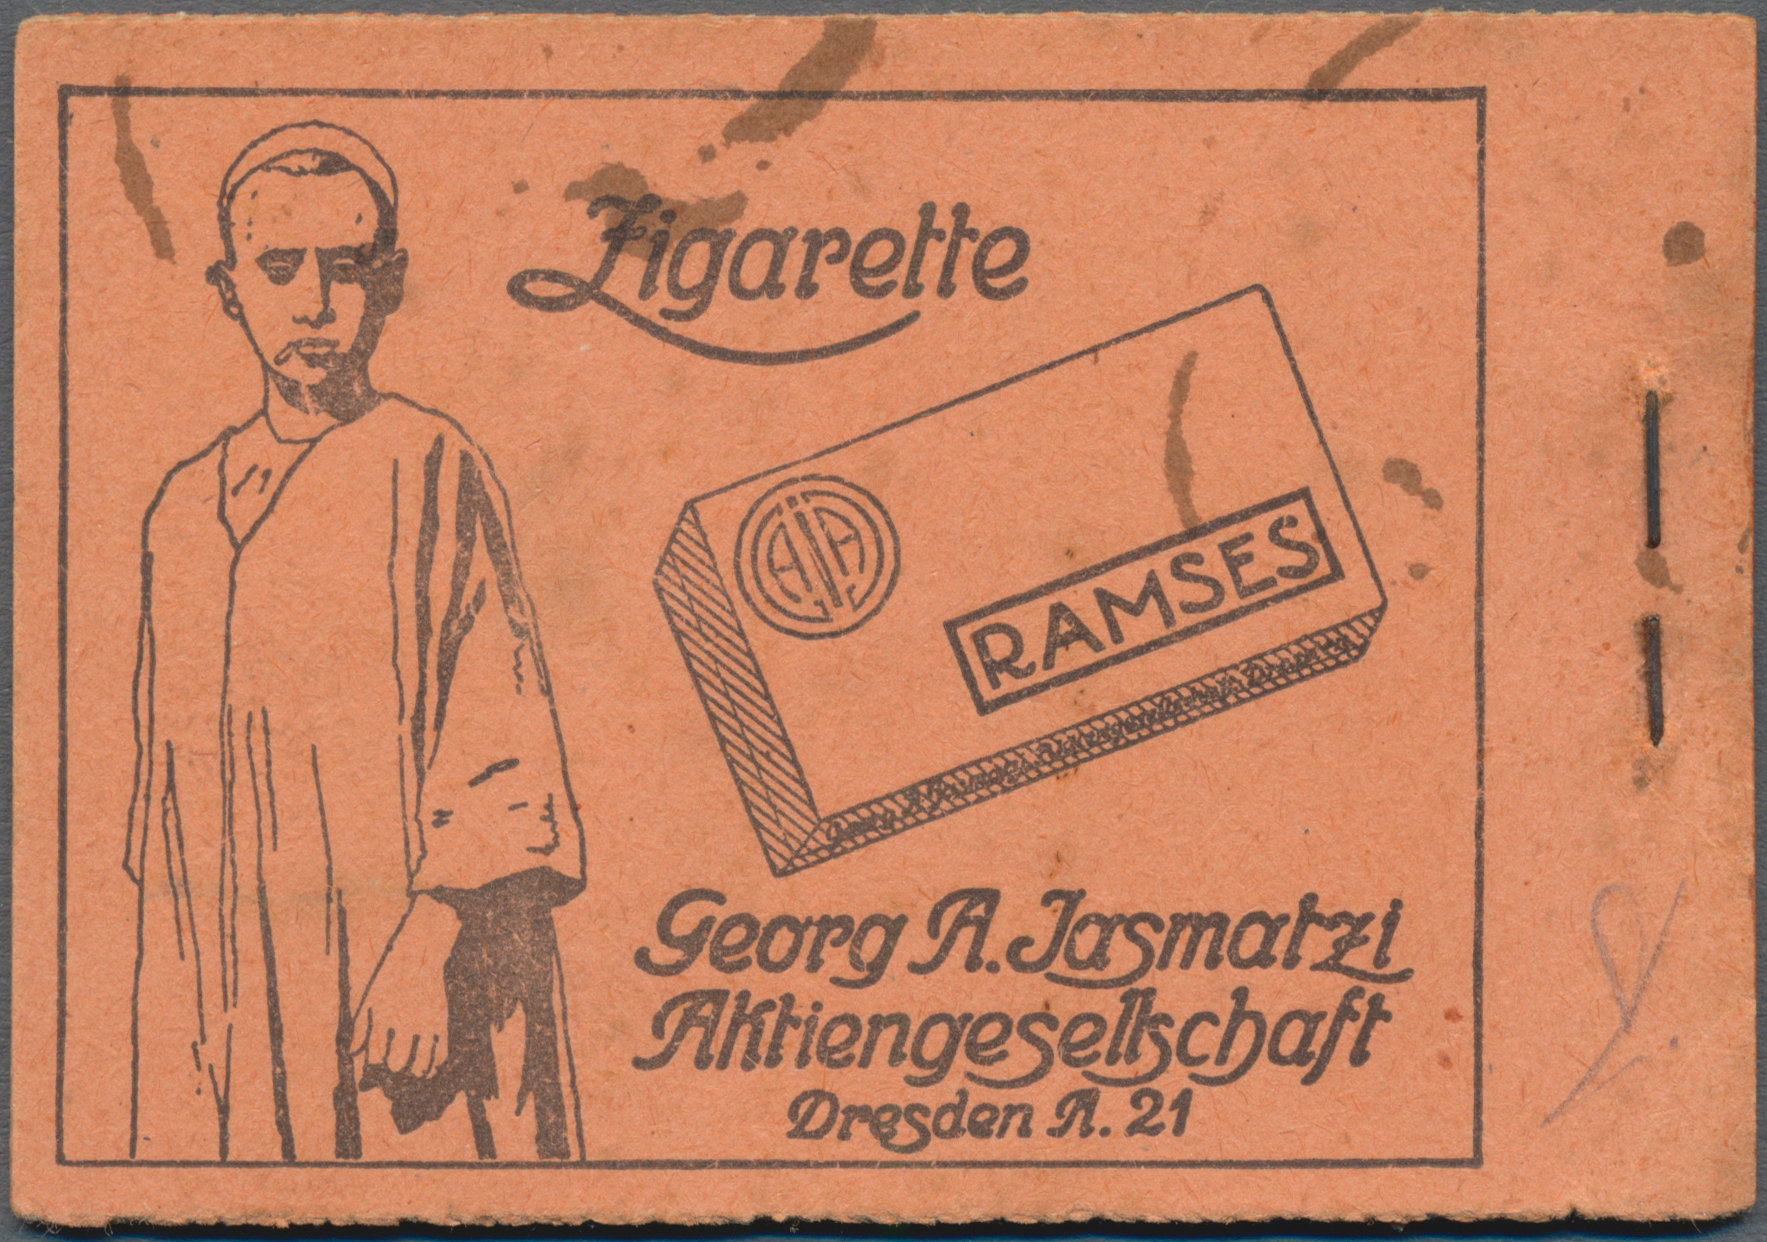 Zigarette
RAMSES
Georg A. Jasmatzi
Aktiengesellschaft
Dresden A. 21